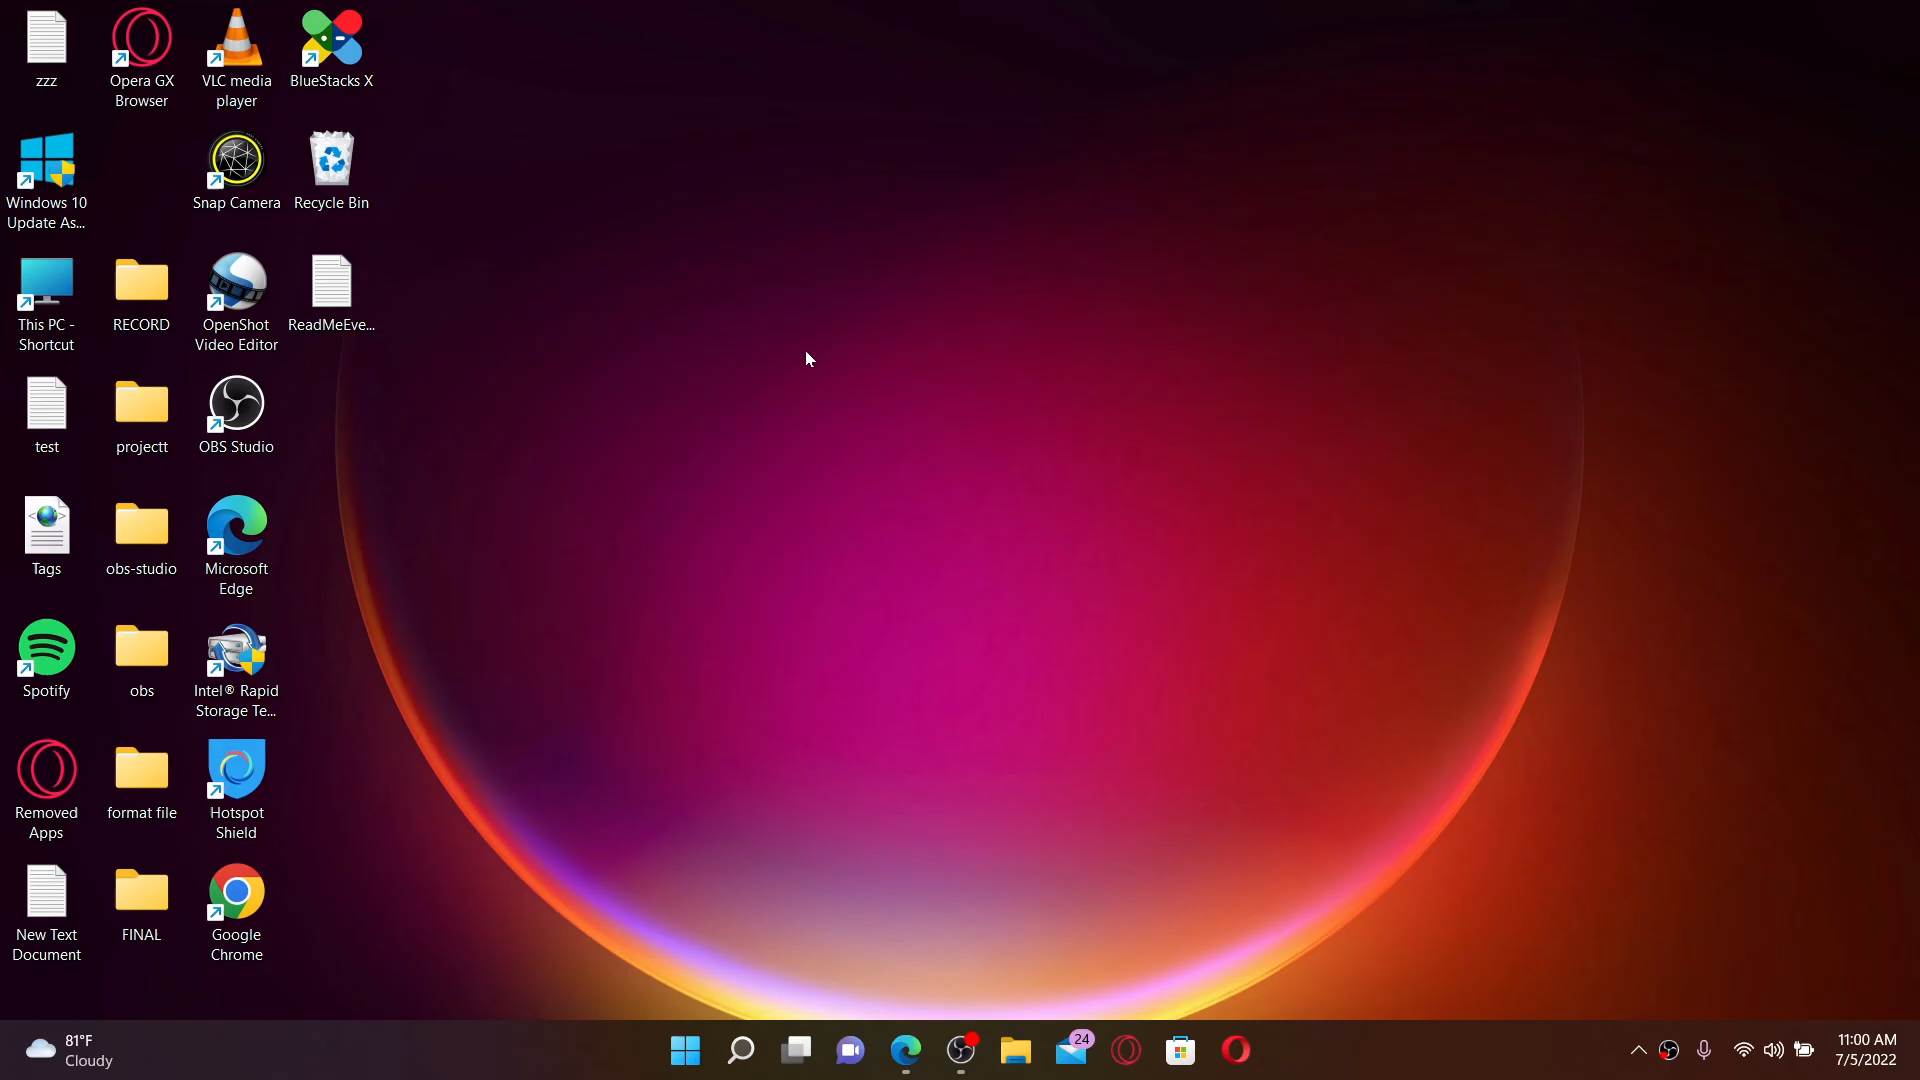 zzz
Opera GX
Browser
VLC media
player
BlueStacks X
Windows 10
Update As...
Snap Camera
Recycle Bin
This PC -
Shortcut
RECORD
OpenShot
Video Editor
ReadMeEve...
test
projectt
OBS Studio
Tags
obs-studio
Microsoft
Edge
Spotify
obs
Intel® Rapid
Storage Te...
Removed
Apps
format file
Hotspot
Shield
New Text
Document
FINAL
Google
Chrome
81°F
Cloudy
24
11:00 AM
7/5/2022